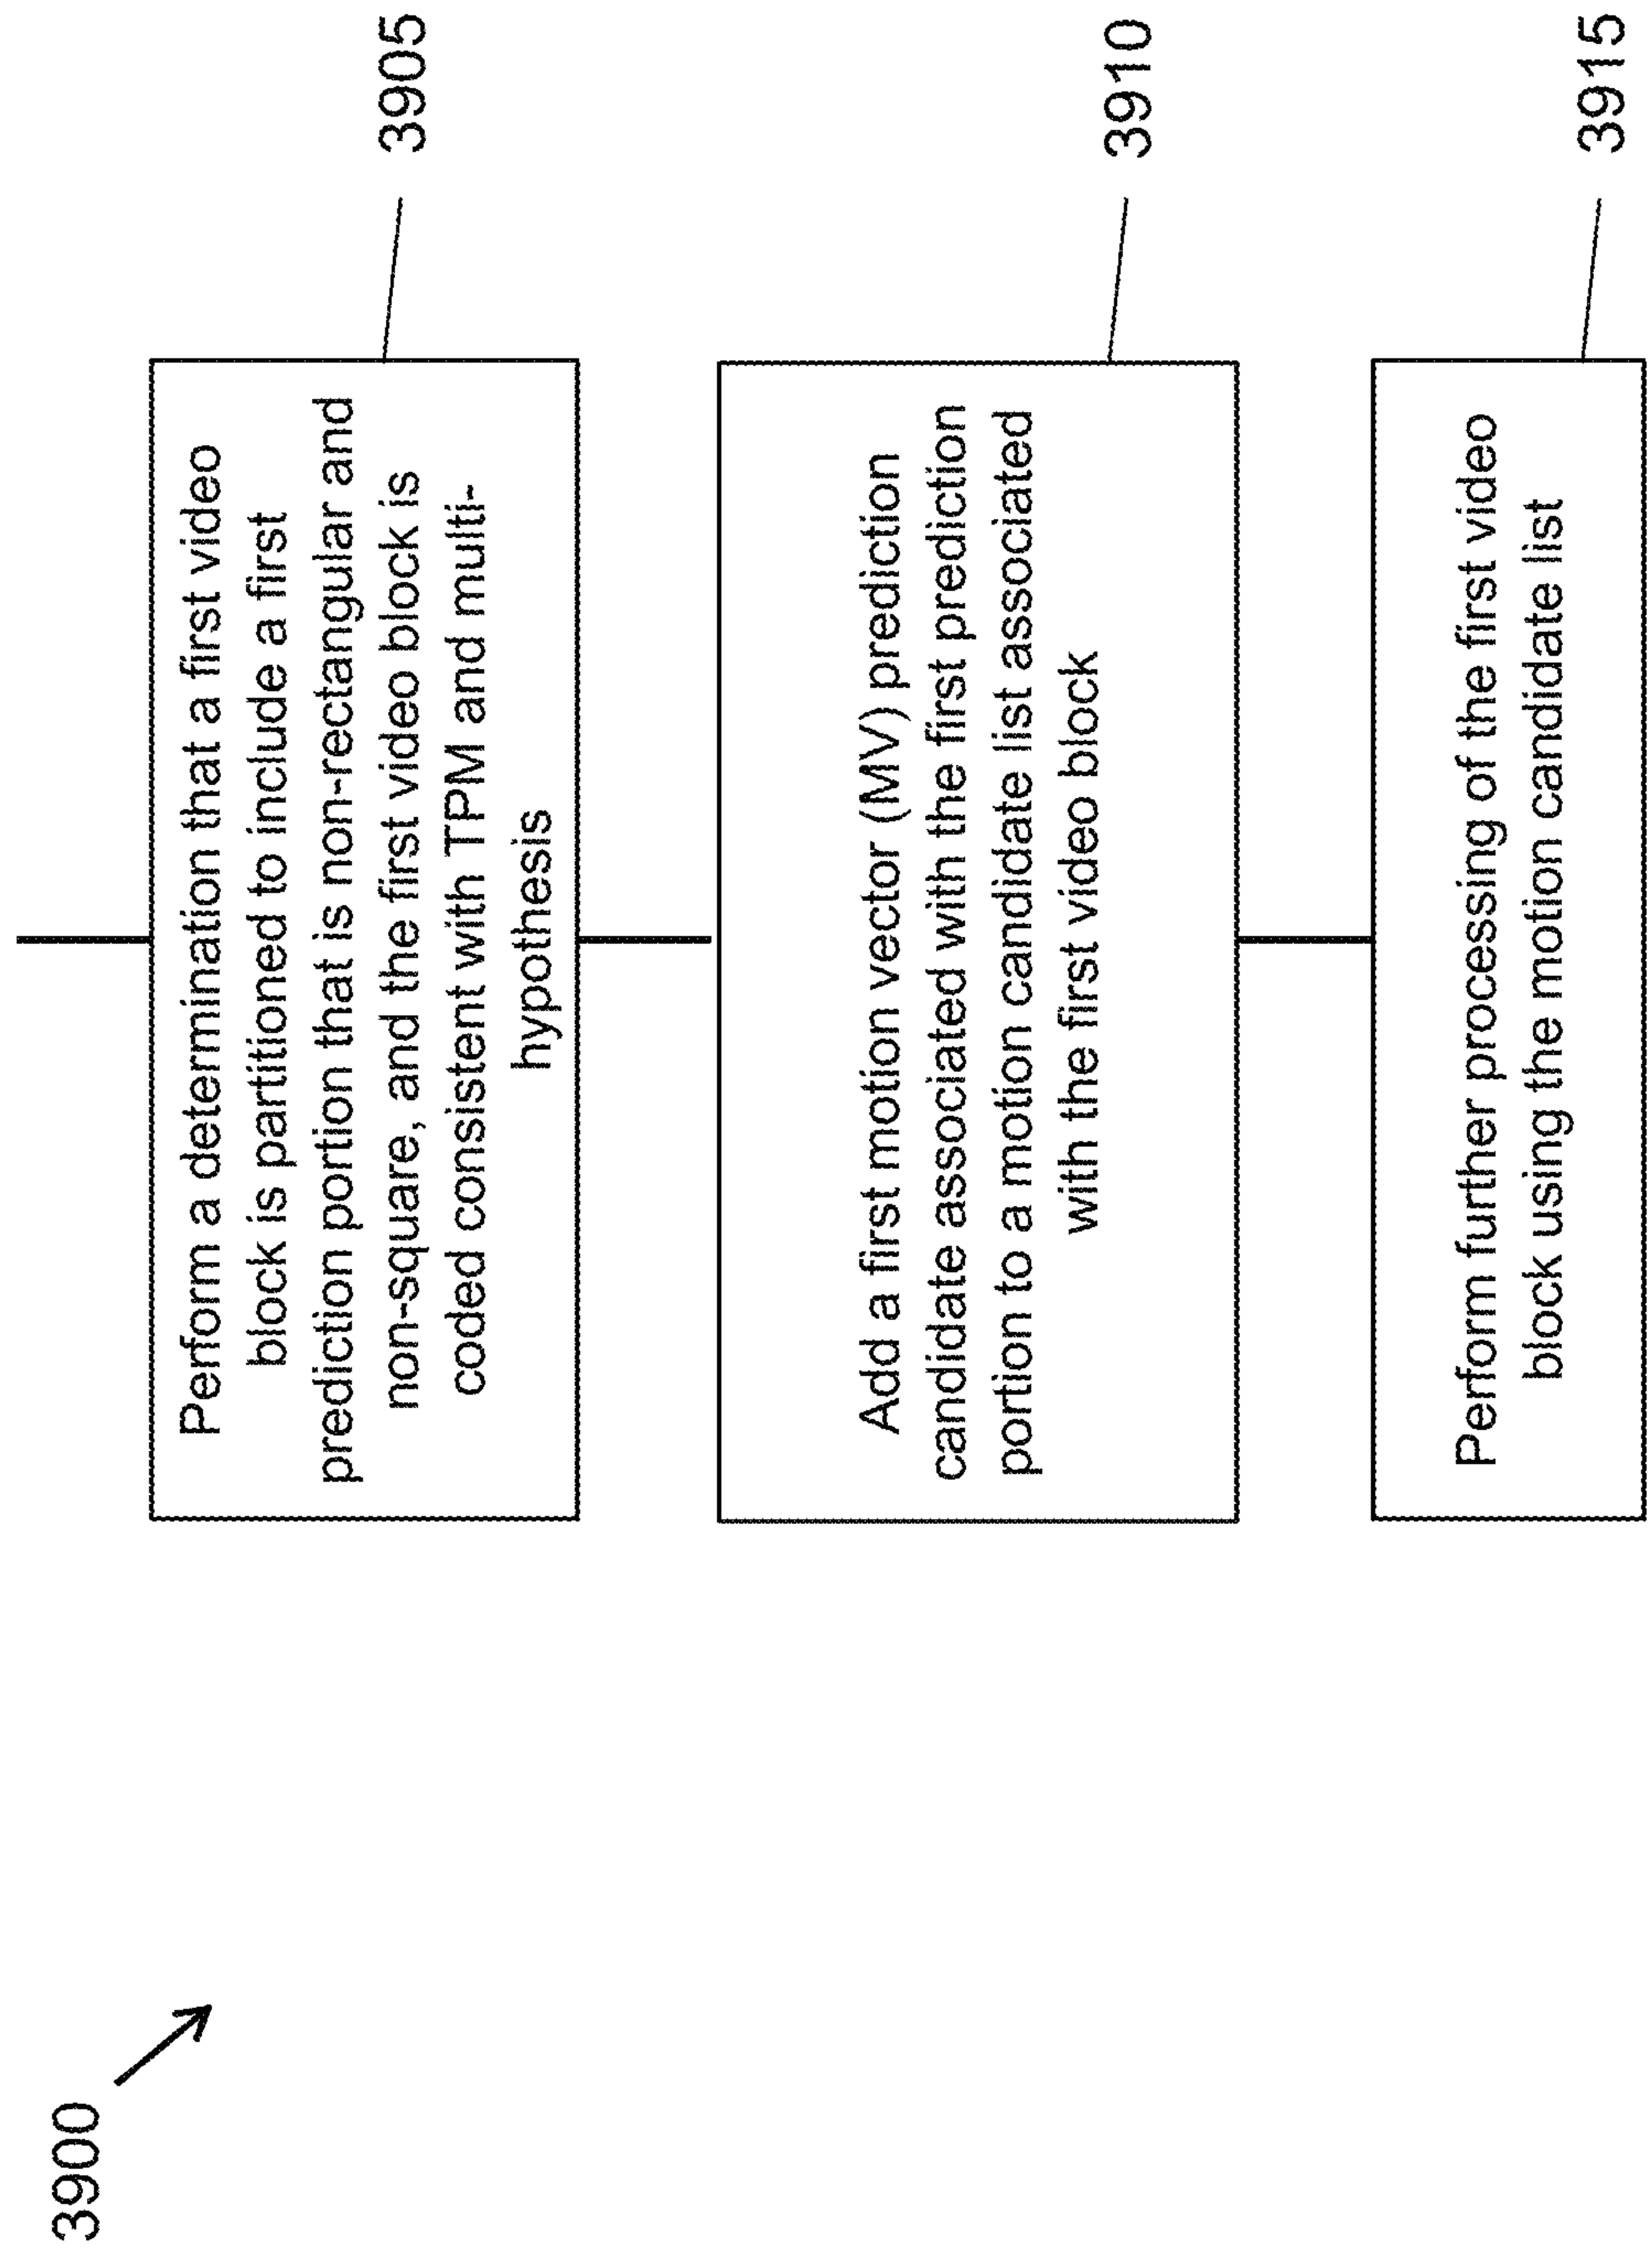 3900
Perform a determination that a first video
block is partitioned to include a first
prediction portion that is non-rectangular and
non-square, and the first video block is
coded consistent with TPM and multi-
hypothesis
3905
Add a first motion vector (MV) prediction
candidate associated with the first prediction
portion to a motion candidate list associated
with the first video block
3910
Perform further processing of the first video
block using the motion candidate list
3915